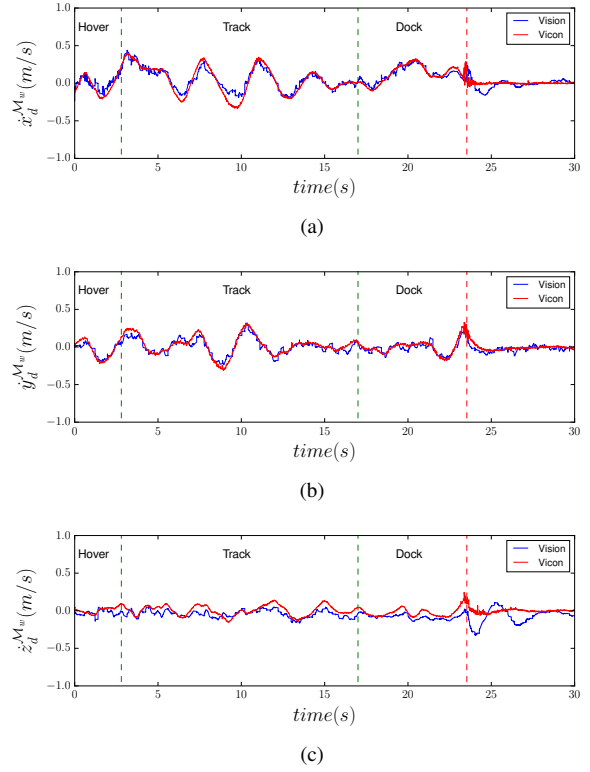 Hover Track Dock Vision
Vicon
1.0
0.5
0.0
−0.5
−1.0
ẋ_d^{ℳ_w}(m/s)
0 5 10 15 20 25 30
time(s)
(a)
Hover Track Dock Vision
Vicon
1.0
0.5
0.0
−0.5
−1.0
ẏ_d^{ℳ_w}(m/s)
0 5 10 15 20 25 30
time(s)
(b)
Hover Track Dock Vision
Vicon
1.0
0.5
0.0
−0.5
−1.0
ż_d^{ℳ_w}(m/s)
0 5 10 15 20 25 30
time(s)
(c)